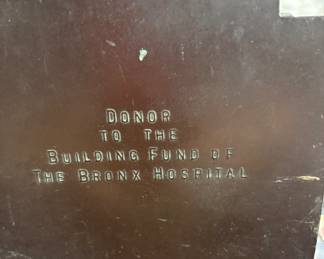 DONOR
TO THE
BUILDING FUND OF
THE BRONX HOSPITAL